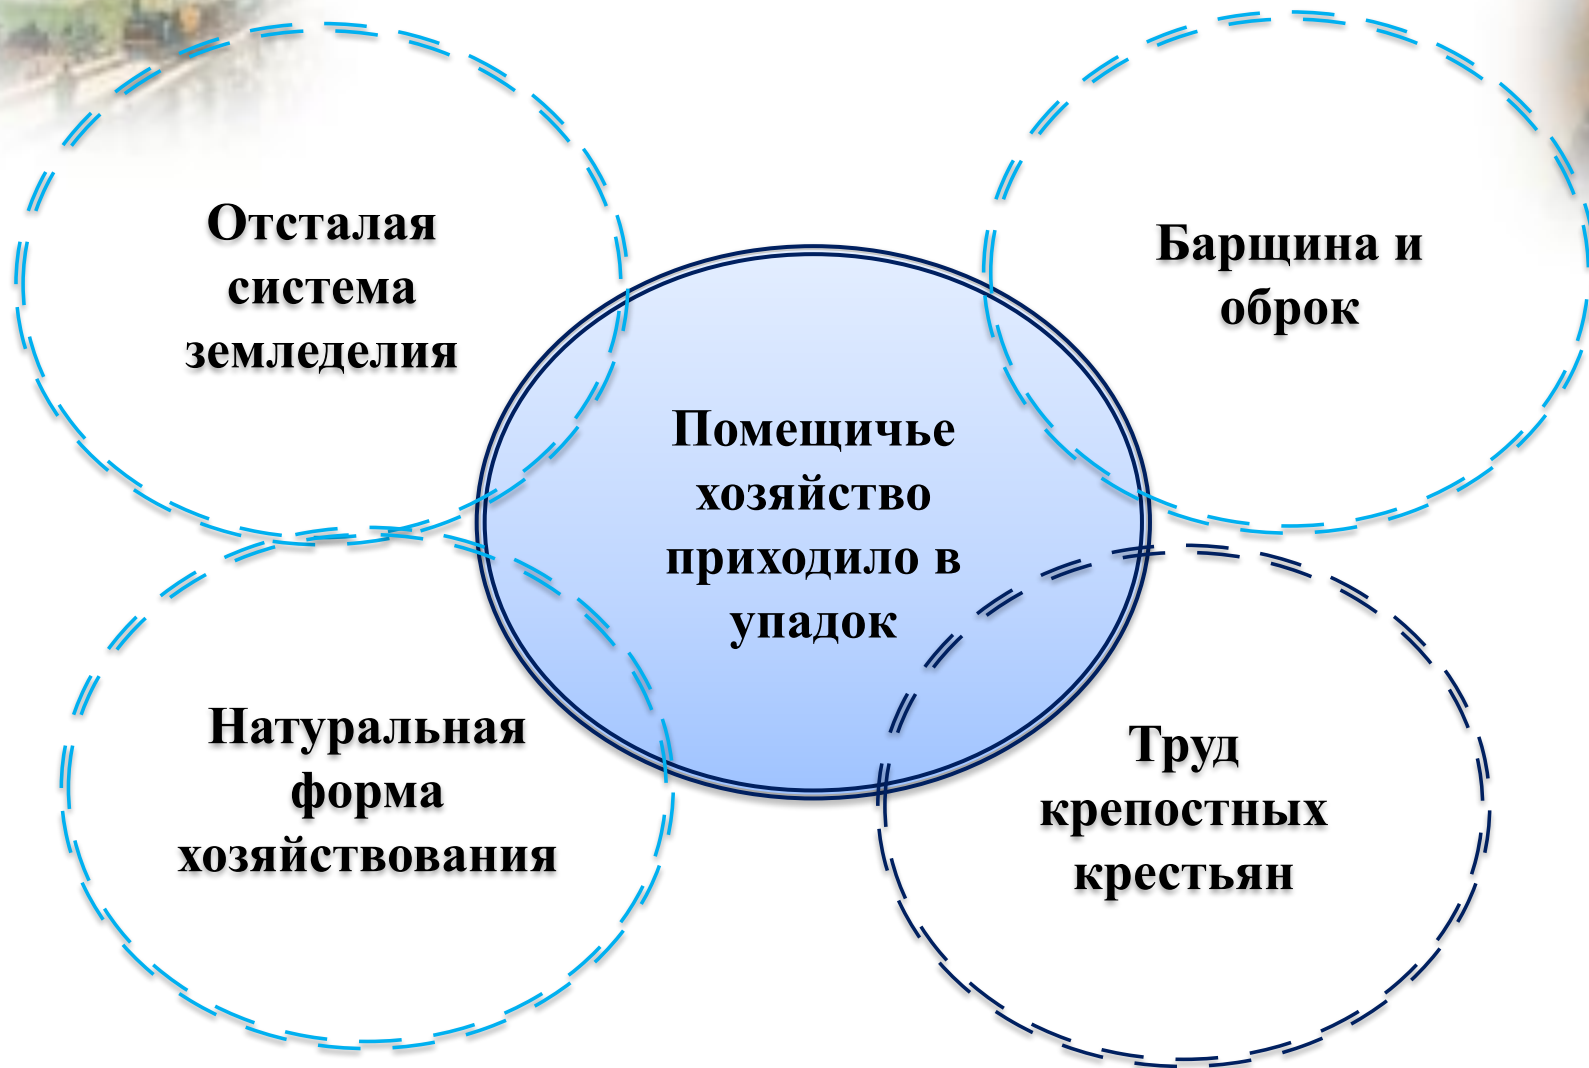 Отсталая
система
земледелия
Барщина и
оброк
Помещичье
хозяйство
приходило в
упадок
Натуральная
форма
хозяйствования
Труд
крепостных
крестьян